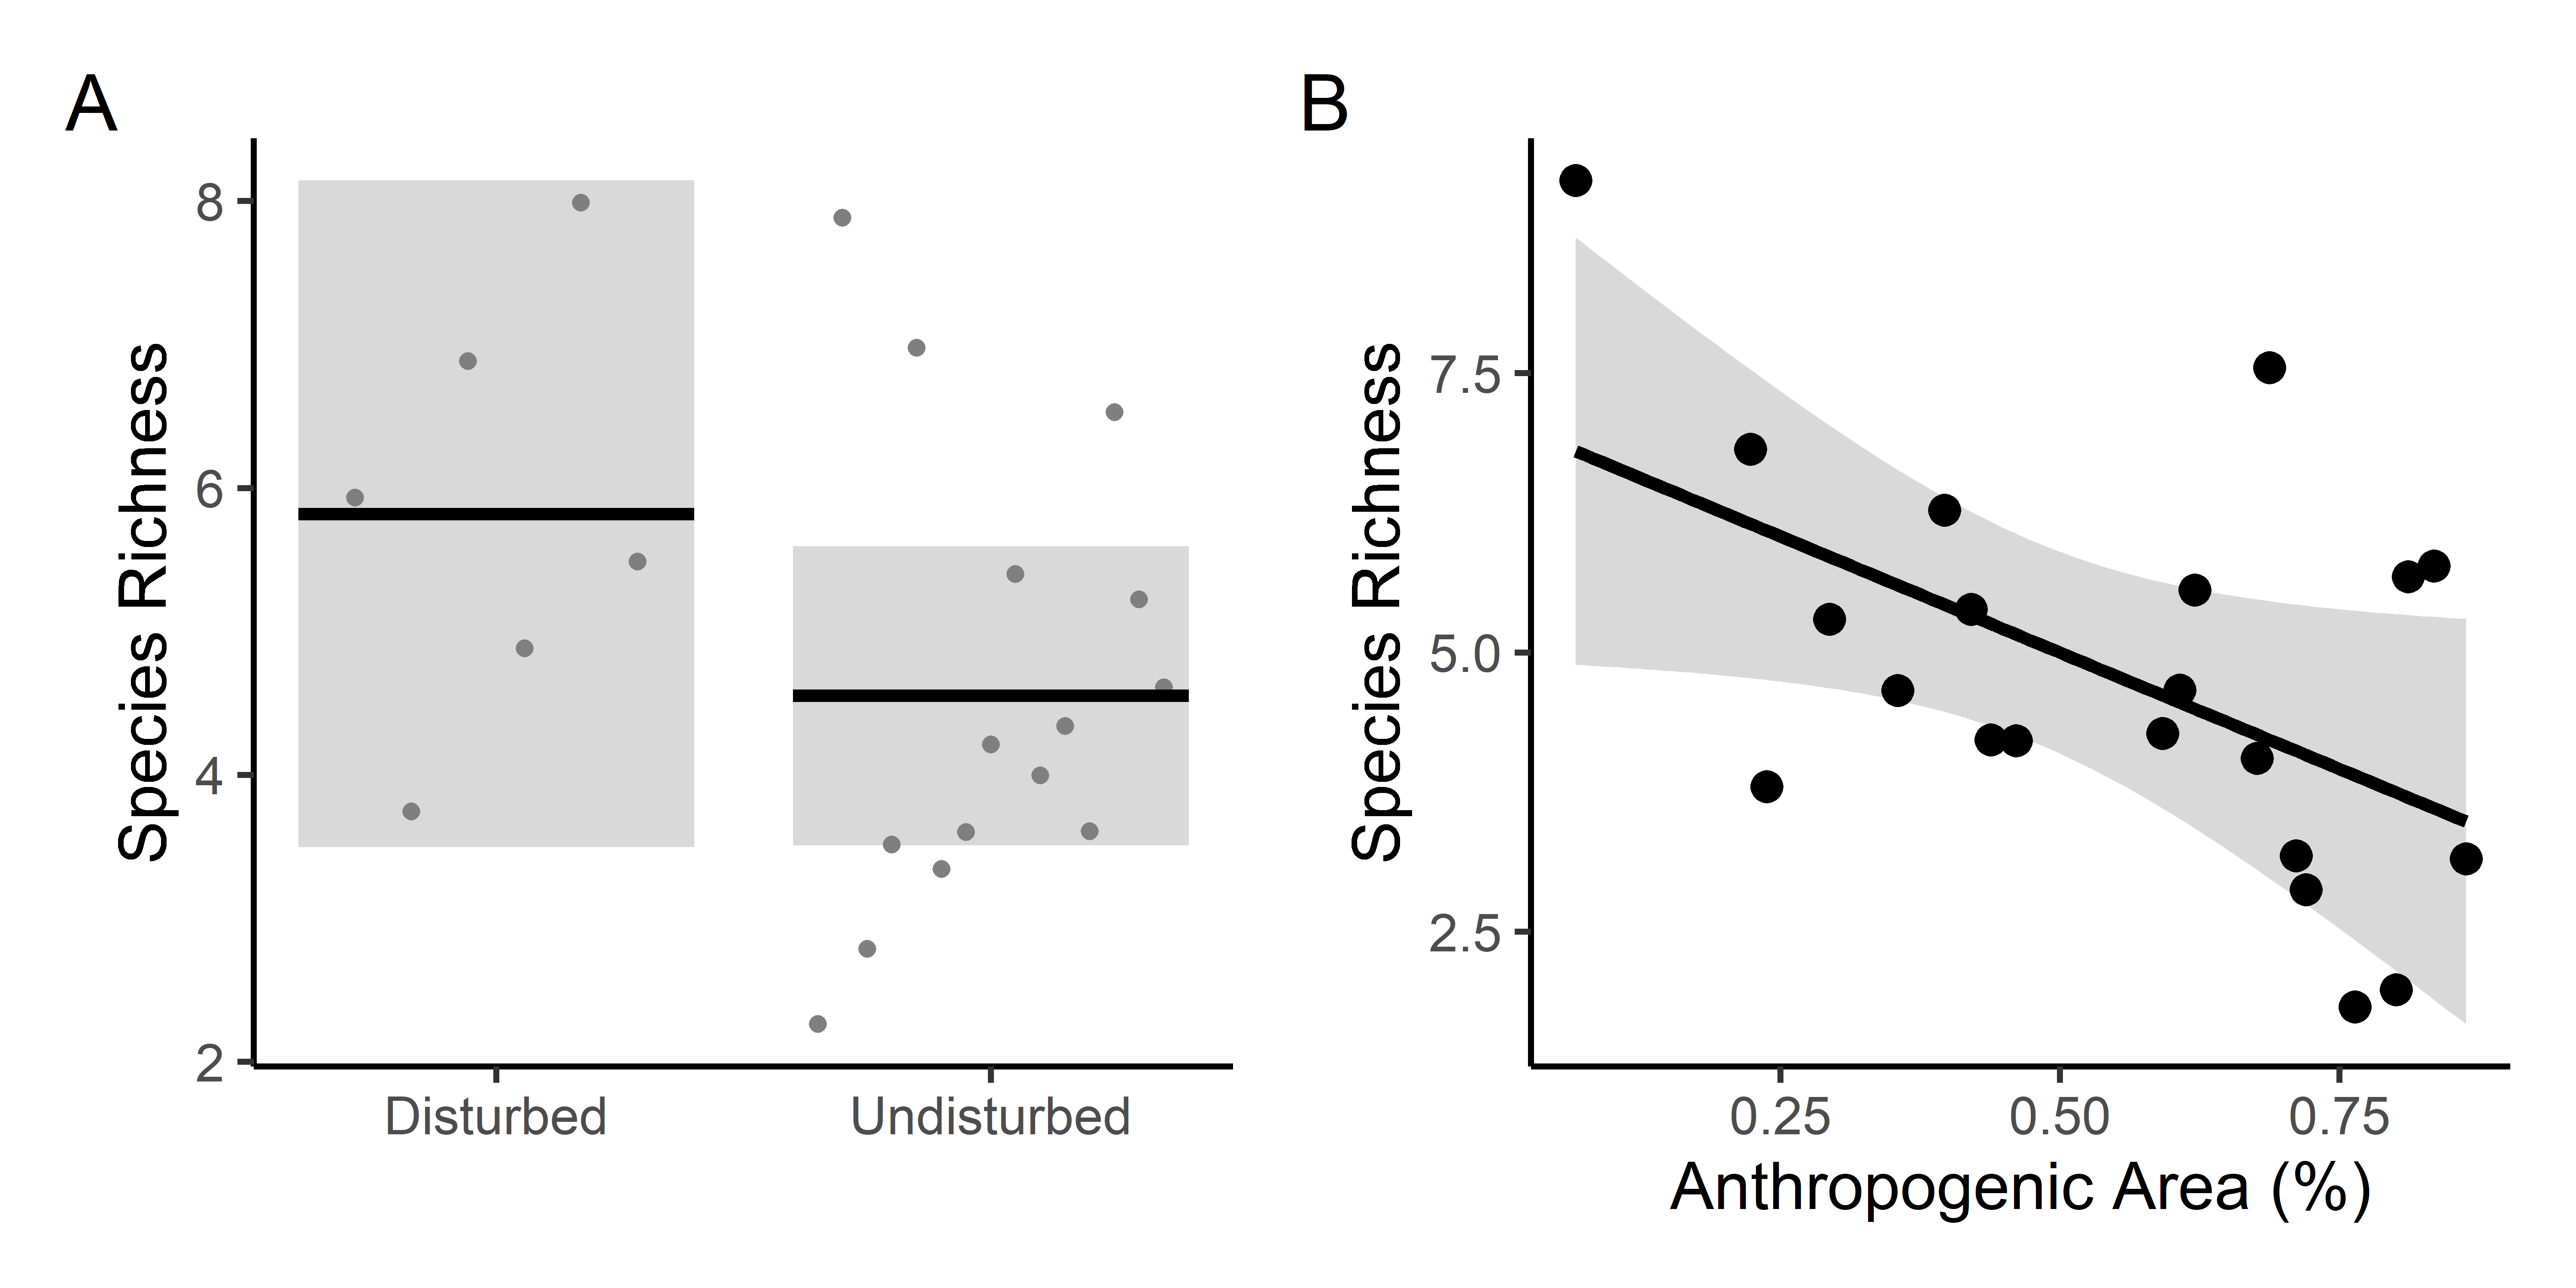 A
Species Richness
8
6
4
2
Disturbed Undisturbed
B
Species Richness
7.5
5.0
2.5
0.25 0.50 0.75
Anthropogenic Area (%)